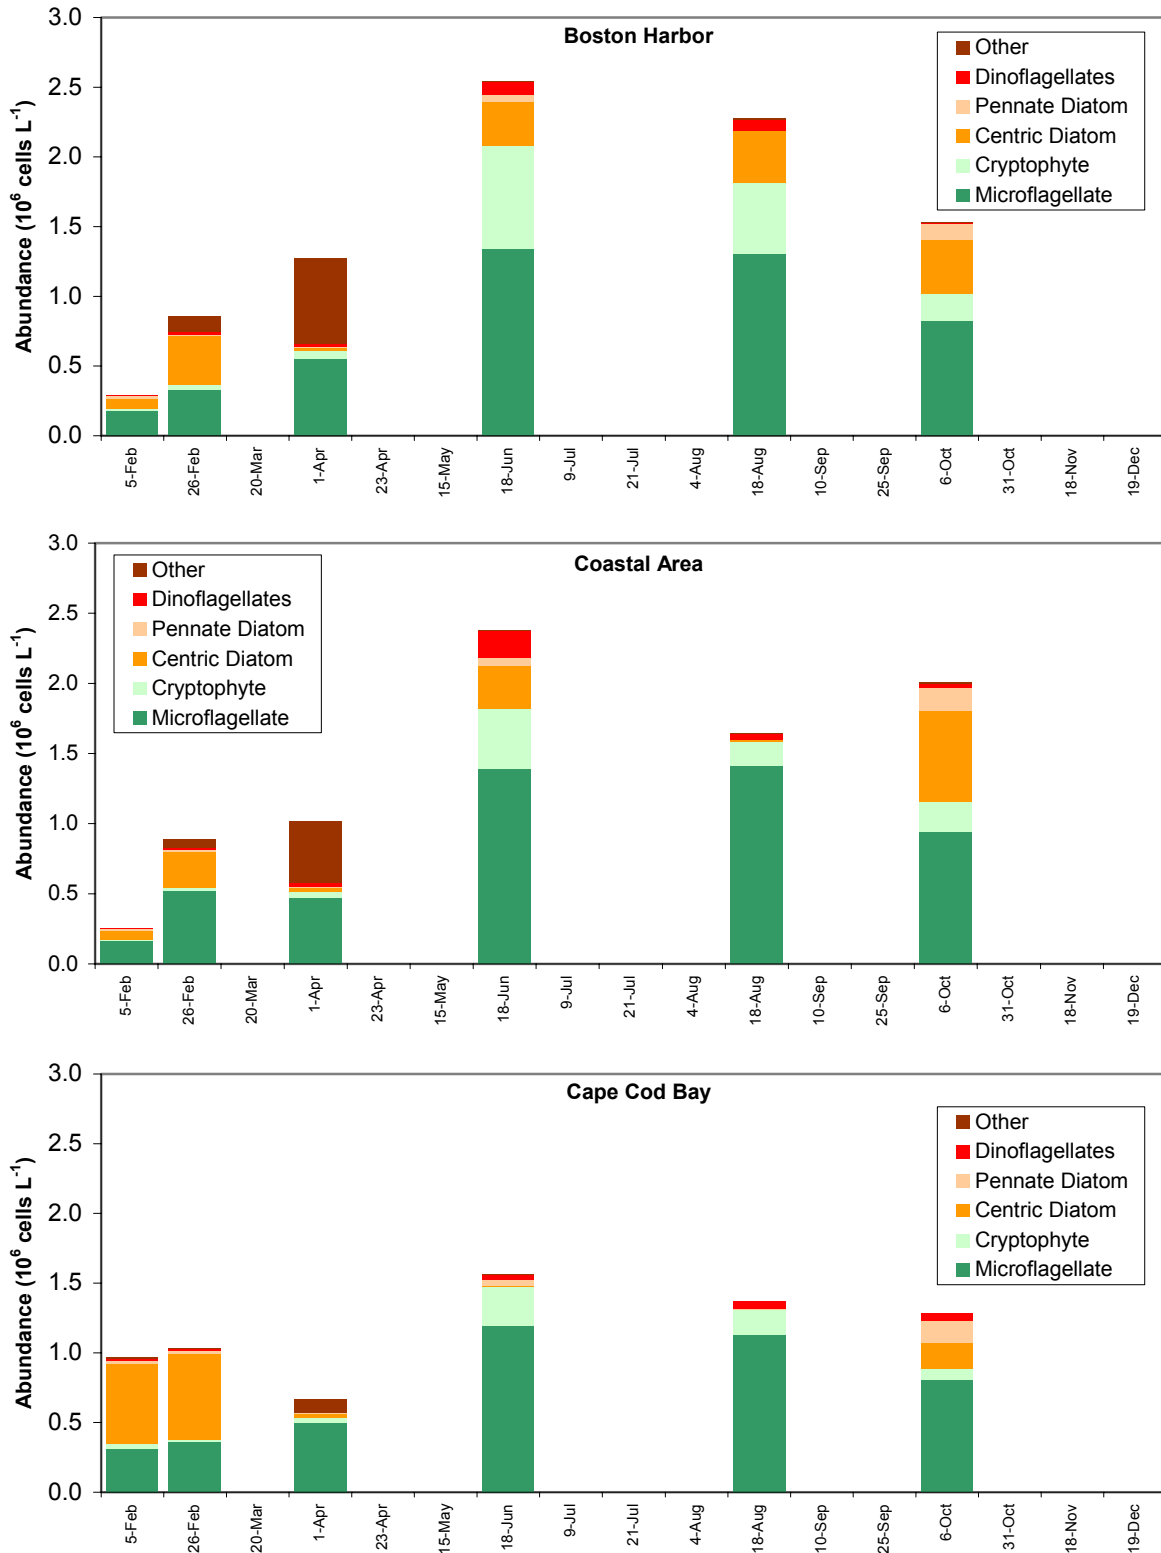 Boston Harbor
Abundance (10⁶ cells L⁻¹)
3.0
2.5
2.0
1.5
1.0
0.5
0.0
Other
Dinoflagellates
Pennate Diatom
Centric Diatom
Cryptophyte
Microflagellate
5-Feb
26-Feb
20-Mar
1-Apr
23-Apr
15-May
18-Jun
9-Jul
21-Jul
4-Aug
18-Aug
10-Sep
25-Sep
6-Oct
31-Oct
18-Nov
19-Dec
Coastal Area
Abundance (10⁶ cells L⁻¹)
3.0
2.5
2.0
1.5
1.0
0.5
0.0
Other
Dinoflagellates
Pennate Diatom
Centric Diatom
Cryptophyte
Microflagellate
5-Feb
26-Feb
20-Mar
1-Apr
23-Apr
15-May
18-Jun
9-Jul
21-Jul
4-Aug
18-Aug
10-Sep
25-Sep
6-Oct
31-Oct
18-Nov
19-Dec
Cape Cod Bay
Abundance (10⁶ cells L⁻¹)
3.0
2.5
2.0
1.5
1.0
0.5
0.0
Other
Dinoflagellates
Pennate Diatom
Centric Diatom
Cryptophyte
Microflagellate
5-Feb
26-Feb
20-Mar
1-Apr
23-Apr
15-May
18-Jun
9-Jul
21-Jul
4-Aug
18-Aug
10-Sep
25-Sep
6-Oct
31-Oct
18-Nov
19-Dec